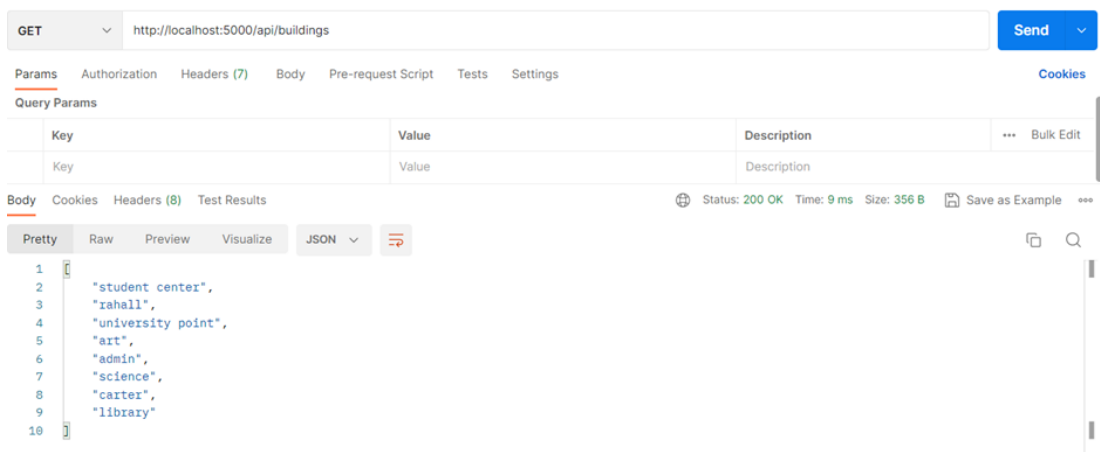 GET http://localhost:5000/api/buildings Send
Params Authorization Headers (7) Body Pre-request Script Tests Settings Cookies
Query Params
Key Value Description Bulk Edit
Key Value Description
Body Cookies Headers (8) Test Results Status: 200 OK Time: 9 ms Size: 356 B Save as Example
Pretty Raw Preview Visualize JSON
1 [
2 "student center",
3 "rahall",
4 "university point",
5 "art",
6 "admin",
7 "science",
8 "carter",
9 "library"
10 ]